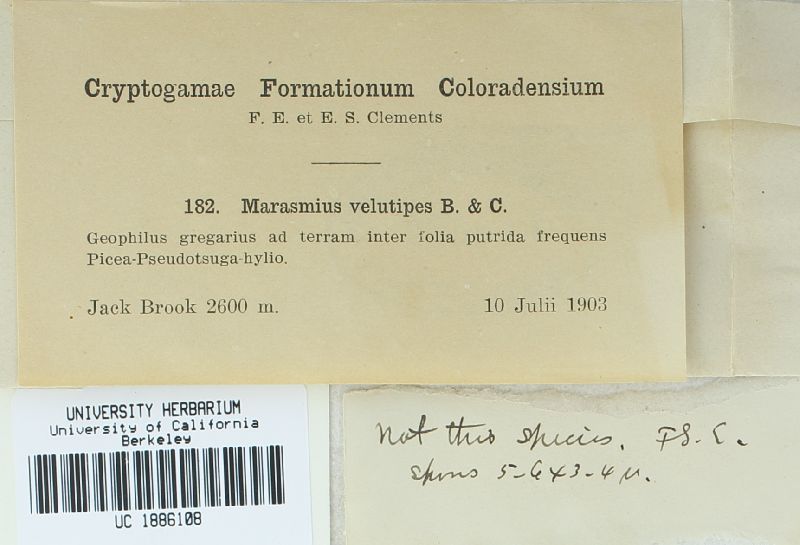 Cryptogamae Formationum Coloradensium
F. E. et E. S. Clements
182. Marasmius velutipes B. & C.
Geophilus gregarius ad terram inter folia putrida frequens
Picea-Pseudotsuga-hylio.
Jack Brook 2600 m. 10 Julii 1903
UNIVERSITY HERBARIUM
University of California
Berkeley
UC 1886108
Not this species.
spores 5-6 x 3-4 µ.